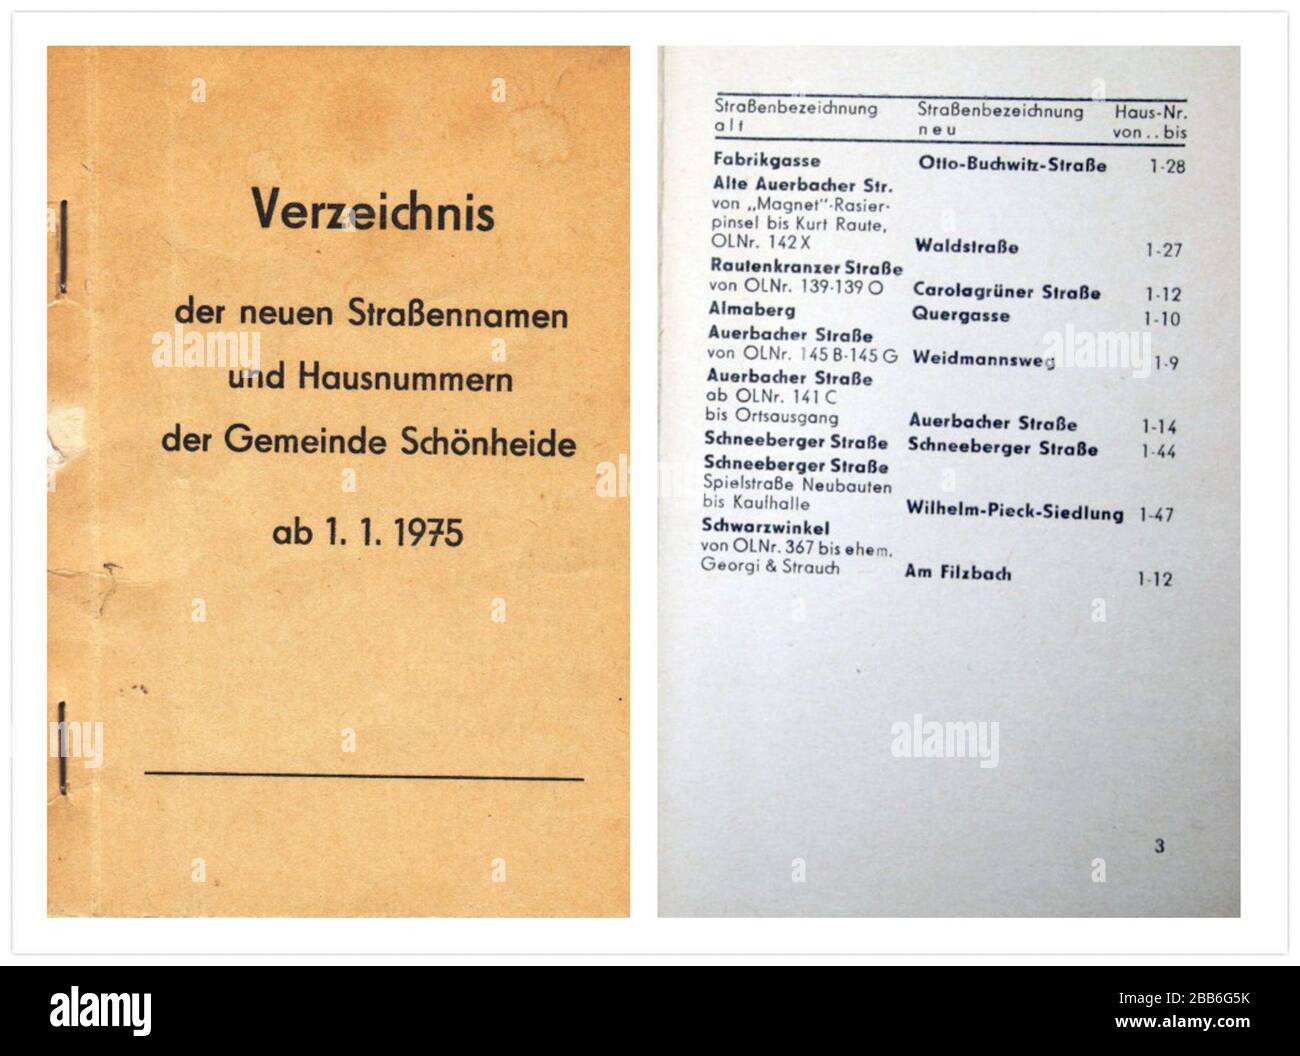 Verzeichnis
der neuen Straßennamen
und Hausnummern
der Gemeinde Schönheide
ab 1. 1. 1975
Straßenbezeichnung Straßenbezeichnung Haus-Nr.
alt neu von . . bis
Fabrikgasse Otto-Buchwitz-Straße 1-28
Alte Auerbacher Str.
von „Magnet"-Rasier-
pinsel bis Kurt Raute,
OLNr. 142 X Waldstraße 1-27
Rautenkranzer Straße
von OLNr. 139-139 O Carolagrüner Straße 1-12
Almaberg Quergasse 1-10
Auerbacher Straße
von OLNr. 145 B-145 G Weidmannsweg 1-9
Auerbacher Straße
ab OLNr. 141 C
bis Ortsausgang Auerbacher Straße 1-14
Schneeberger Straße Schneeberger Straße 1-44
Schneeberger Straße
Spielstraße Neubauten
bis Kaufhalle Wilhelm-Pieck-Siedlung 1-47
Schwarzwinkel
von OLNr. 367 bis ehem.
Georgi & Strauch Am Filzbach 1-12
3
alamy
Image ID: 2BB6G5K
www.alamy.com